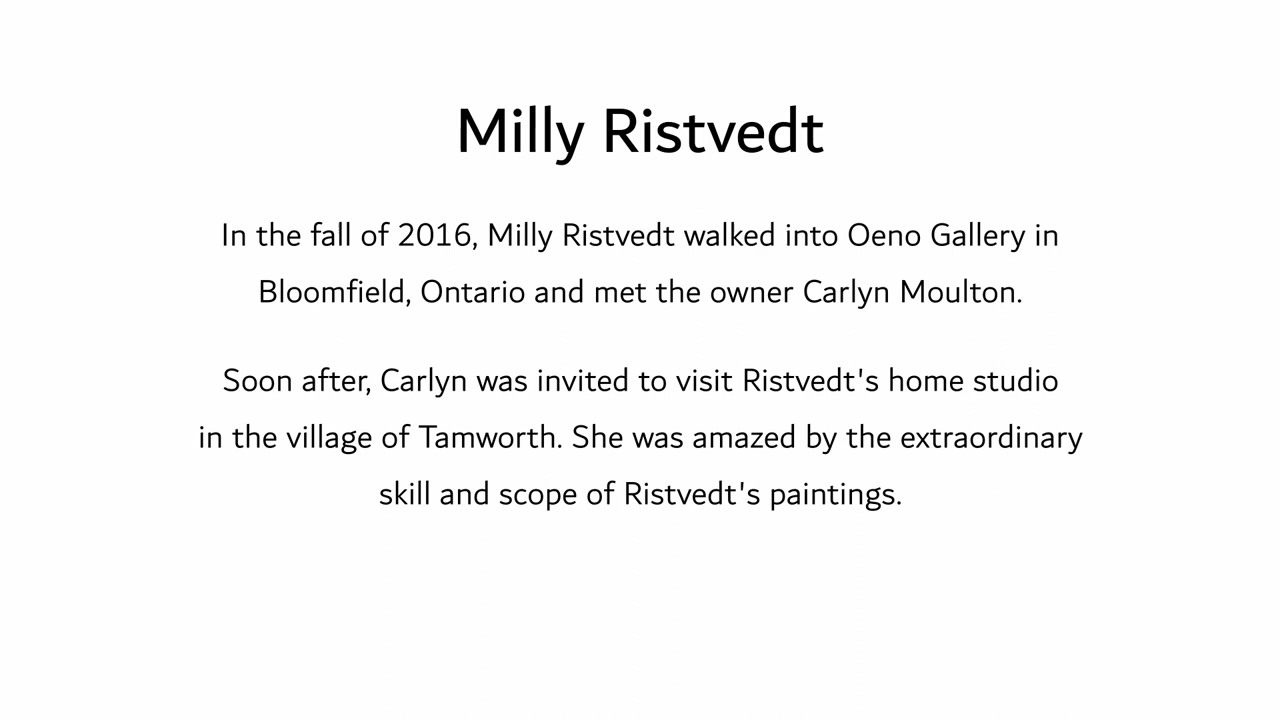 Milly Ristvedt
In the fall of 2016, Milly Ristvedt walked into Oeno Gallery in
Bloomfield, Ontario and met the owner Carlyn Moulton.
Soon after, Carlyn was invited to visit Ristvedt's home studio
in the village of Tamworth. She was amazed by the extraordinary
skill and scope of Ristvedt's paintings.